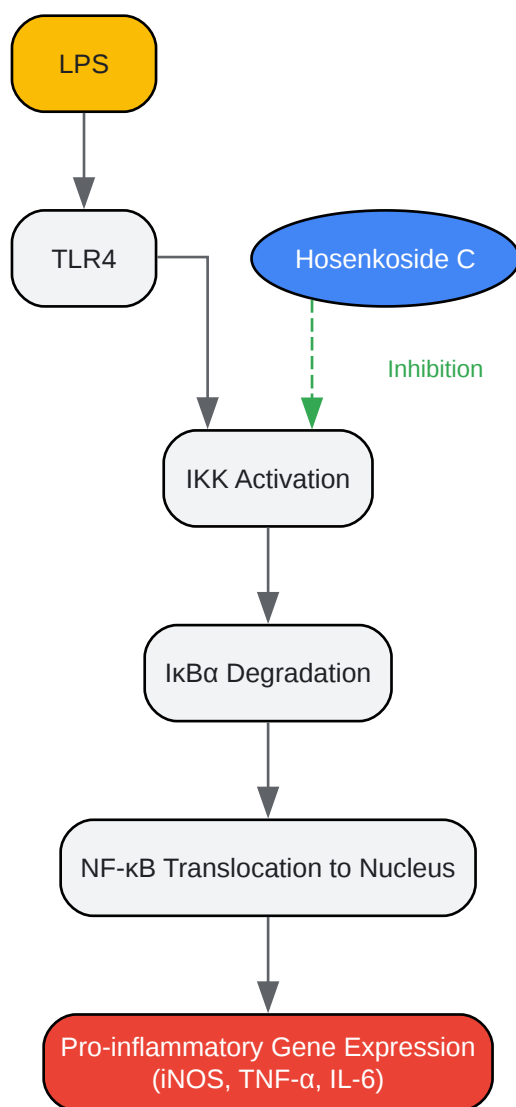 LPS
TLR4
Hosenkoside C
Inhibition
IKK Activation
IκBα Degradation
NF-κB Translocation to Nucleus
Pro-inflammatory Gene Expression
(iNOS, TNF-α, IL-6)